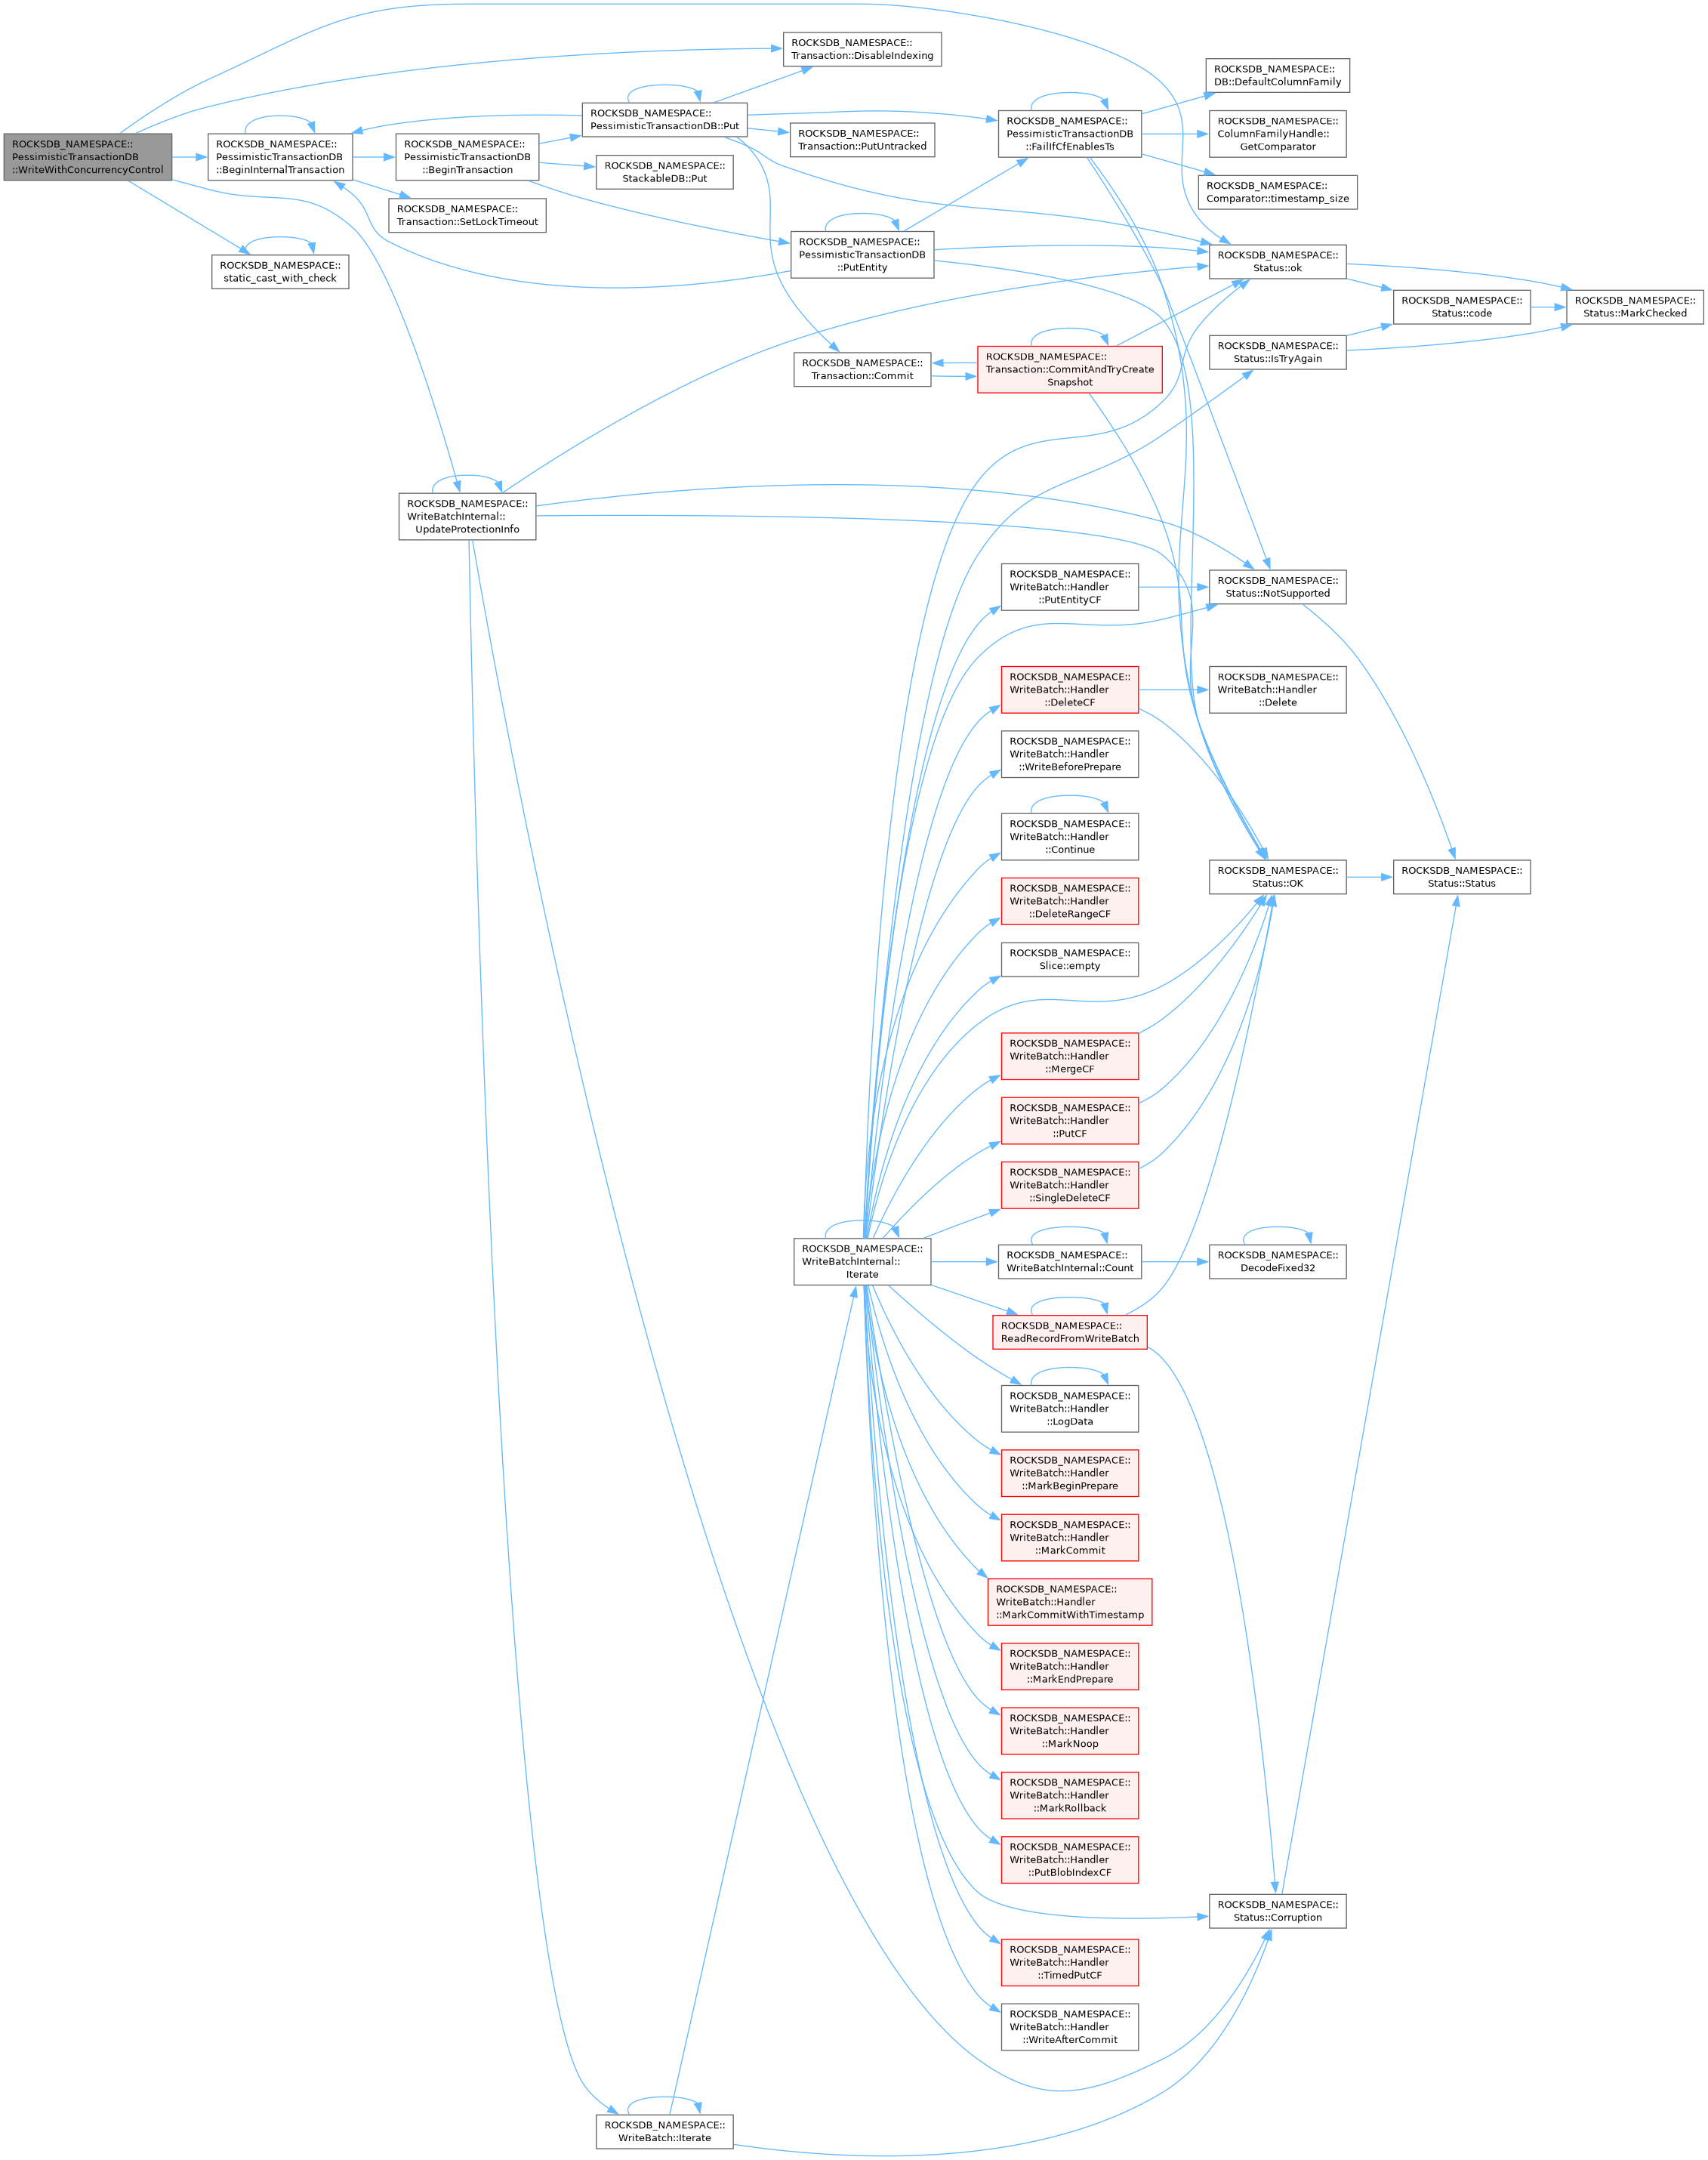 ROCKSDB_NAMESPACE::
PessimisticTransactionDB
::WriteWithConcurrencyControl
ROCKSDB_NAMESPACE::
PessimisticTransactionDB
::BeginInternalTransaction
ROCKSDB_NAMESPACE::
static_cast_with_check
ROCKSDB_NAMESPACE::
PessimisticTransactionDB
::BeginTransaction
ROCKSDB_NAMESPACE::
Transaction::SetLockTimeout
ROCKSDB_NAMESPACE::
WriteBatchInternal::
UpdateProtectionInfo
ROCKSDB_NAMESPACE::
PessimisticTransactionDB::Put
ROCKSDB_NAMESPACE::
StackableDB::Put
ROCKSDB_NAMESPACE::
WriteBatch::Iterate
ROCKSDB_NAMESPACE::
Transaction::DisableIndexing
ROCKSDB_NAMESPACE::
Transaction::PutUntracked
ROCKSDB_NAMESPACE::
PessimisticTransactionDB
::PutEntity
ROCKSDB_NAMESPACE::
Transaction::Commit
ROCKSDB_NAMESPACE::
WriteBatchInternal::
Iterate
ROCKSDB_NAMESPACE::
PessimisticTransactionDB
::FailIfCfEnablesTs
ROCKSDB_NAMESPACE::
Transaction::CommitAndTryCreate
Snapshot
ROCKSDB_NAMESPACE::
WriteBatch::Handler
::PutEntityCF
ROCKSDB_NAMESPACE::
WriteBatch::Handler
::DeleteCF
ROCKSDB_NAMESPACE::
WriteBatch::Handler
::WriteBeforePrepare
ROCKSDB_NAMESPACE::
WriteBatch::Handler
::Continue
ROCKSDB_NAMESPACE::
WriteBatch::Handler
::DeleteRangeCF
ROCKSDB_NAMESPACE::
Slice::empty
ROCKSDB_NAMESPACE::
WriteBatch::Handler
::MergeCF
ROCKSDB_NAMESPACE::
WriteBatch::Handler
::PutCF
ROCKSDB_NAMESPACE::
WriteBatch::Handler
::SingleDeleteCF
ROCKSDB_NAMESPACE::
WriteBatchInternal::Count
ROCKSDB_NAMESPACE::
ReadRecordFromWriteBatch
ROCKSDB_NAMESPACE::
WriteBatch::Handler
::LogData
ROCKSDB_NAMESPACE::
WriteBatch::Handler
::MarkBeginPrepare
ROCKSDB_NAMESPACE::
WriteBatch::Handler
::MarkCommit
ROCKSDB_NAMESPACE::
WriteBatch::Handler
::MarkCommitWithTimestamp
ROCKSDB_NAMESPACE::
WriteBatch::Handler
::MarkEndPrepare
ROCKSDB_NAMESPACE::
WriteBatch::Handler
::MarkNoop
ROCKSDB_NAMESPACE::
WriteBatch::Handler
::MarkRollback
ROCKSDB_NAMESPACE::
WriteBatch::Handler
::PutBlobIndexCF
ROCKSDB_NAMESPACE::
WriteBatch::Handler
::TimedPutCF
ROCKSDB_NAMESPACE::
WriteBatch::Handler
::WriteAfterCommit
ROCKSDB_NAMESPACE::
DB::DefaultColumnFamily
ROCKSDB_NAMESPACE::
ColumnFamilyHandle::
GetComparator
ROCKSDB_NAMESPACE::
Comparator::timestamp_size
ROCKSDB_NAMESPACE::
Status::ok
ROCKSDB_NAMESPACE::
Status::IsTryAgain
ROCKSDB_NAMESPACE::
Status::NotSupported
ROCKSDB_NAMESPACE::
WriteBatch::Handler
::Delete
ROCKSDB_NAMESPACE::
Status::OK
ROCKSDB_NAMESPACE::
DecodeFixed32
ROCKSDB_NAMESPACE::
Status::Corruption
ROCKSDB_NAMESPACE::
Status::code
ROCKSDB_NAMESPACE::
Status::Status
ROCKSDB_NAMESPACE::
Status::MarkChecked